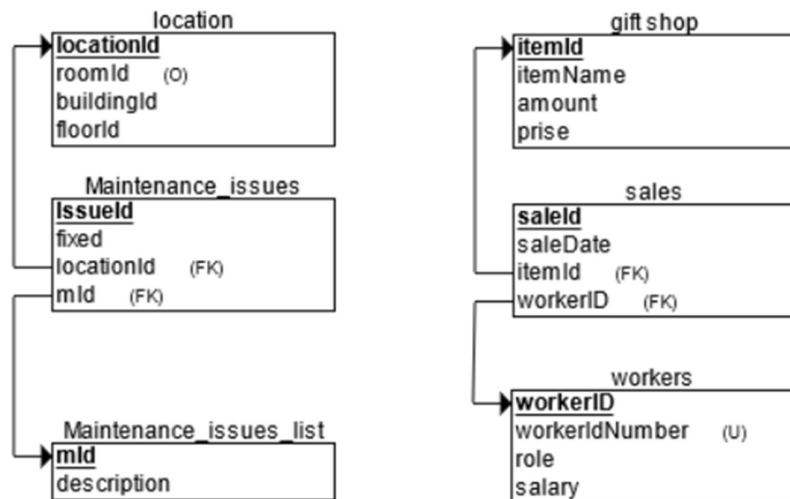 location
locationId
roomId (O)
buildingId
floorId
Maintenance_issues
IssueId
fixed
locationId (FK)
mId (FK)
Maintenance_issues_list
mId
description
gift shop
itemId
itemName
amount
prise
sales
saleId
saleDate
itemId (FK)
workerID (FK)
workers
workerID
workerIdNumber (U)
role
salary